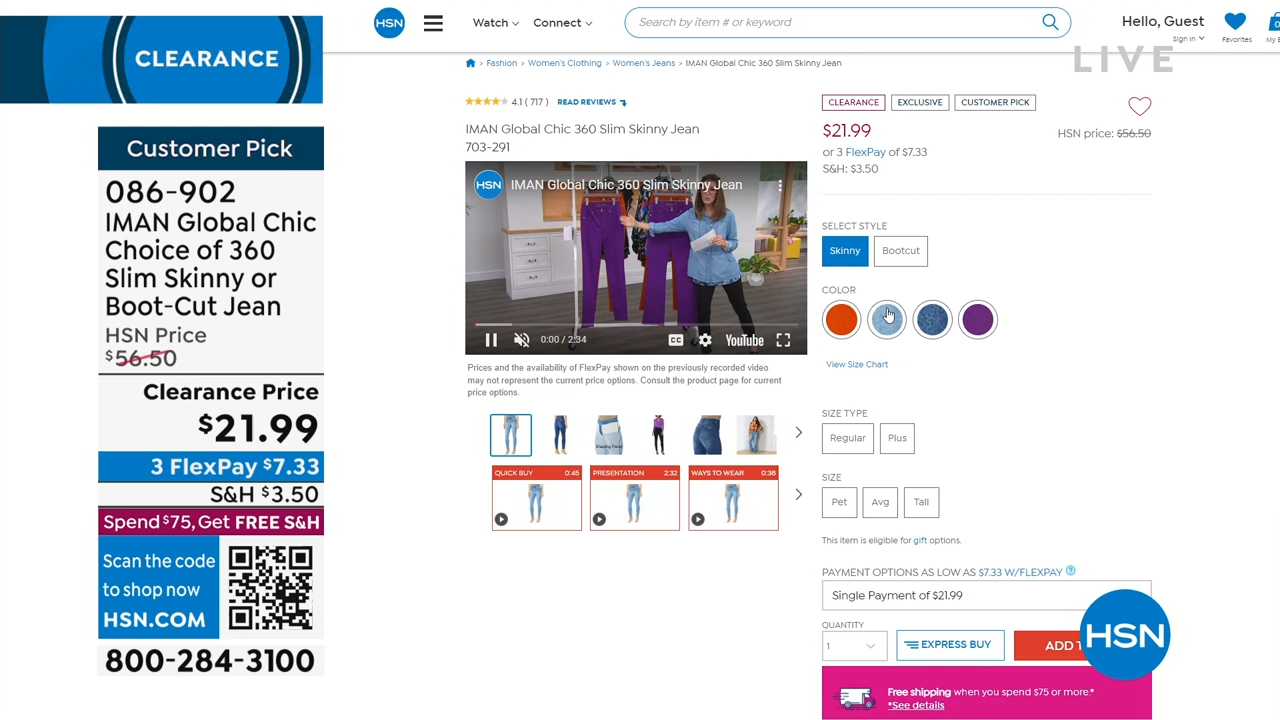 CLEARANCE
Customer Pick
086-902
IMAN Global Chic
Choice of 360
Slim Skinny or
Boot-Cut Jean
HSN Price
$56.50
Clearance Price
$21.99
3 FlexPay $7.33
S&H $3.50
Spend $75, Get FREE S&H
Scan the code
to shop now
HSN.COM
800-284-3100
HSN
Watch
Connect
Search by item # or keyword
Hello, Guest
Sign In
Favorites
0
LIVE
> Fashion > Women's Clothing > Women's Jeans > IMAN Global Chic 360 Slim Skinny Jean
4.1 ( 717 ) READ REVIEWS
IMAN Global Chic 360 Slim Skinny Jean
703-291
HSN IMAN Global Chic 360 Slim Skinny Jean
0:00 / 2:34
CC
YouTube
Prices and the availability of FlexPay shown on the previously recorded video
may not represent the current price options. Consult the product page for current
price options.
QUICK BUY 0:45
PRESENTATION 2:32
WAYS TO WEAR 0:38
CLEARANCE
EXCLUSIVE
CUSTOMER PICK
$21.99
HSN price: $56.50
or 3 FlexPay of $7.33
S&H: $3.50
SELECT STYLE
Skinny
Bootcut
COLOR
View Size Chart
SIZE TYPE
Regular
Plus
SIZE
Pet
Avg
Tall
This item is eligible for gift options.
PAYMENT OPTIONS AS LOW AS $7.33 W/FLEXPAY ?
Single Payment of $21.99
QUANTITY
1
EXPRESS BUY
ADD
HSN
Free shipping when you spend $75 or more.*
*See details